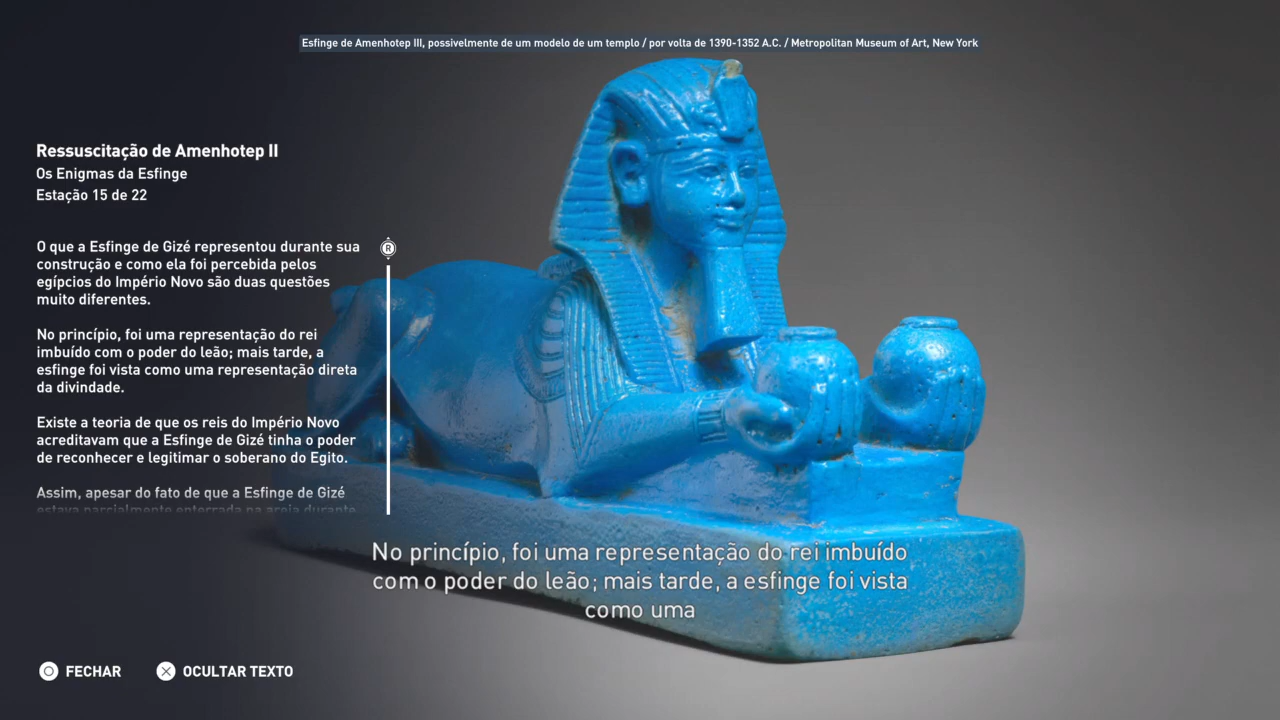 Esfinge de Amenhotep III, possivelmente de um modelo de um templo / por volta de 1390-1352 A.C. / Metropolitan Museum of Art, New York
Ressuscitação de Amenhotep II
Os Enigmas da Esfinge
Estação 15 de 22
O que a Esfinge de Gizé representou durante sua
construção e como ela foi percebida pelos
egípcios do Império Novo são duas questões
muito diferentes.
No princípio, foi uma representação do rei
imbuído com o poder do leão; mais tarde, a
esfinge foi vista como uma representação direta
da divindade.
Existe a teoria de que os reis do Império Novo
acreditavam que a Esfinge de Gizé tinha o poder
de reconhecer e legitimar o soberano do Egito.
Assim, apesar do fato de que a Esfinge de Gizé
estava parcialmente enterrada na areia durante
R
No princípio, foi uma representação do rei imbuído
com o poder do leão; mais tarde, a esfinge foi vista
como uma
FECHAR
OCULTAR TEXTO